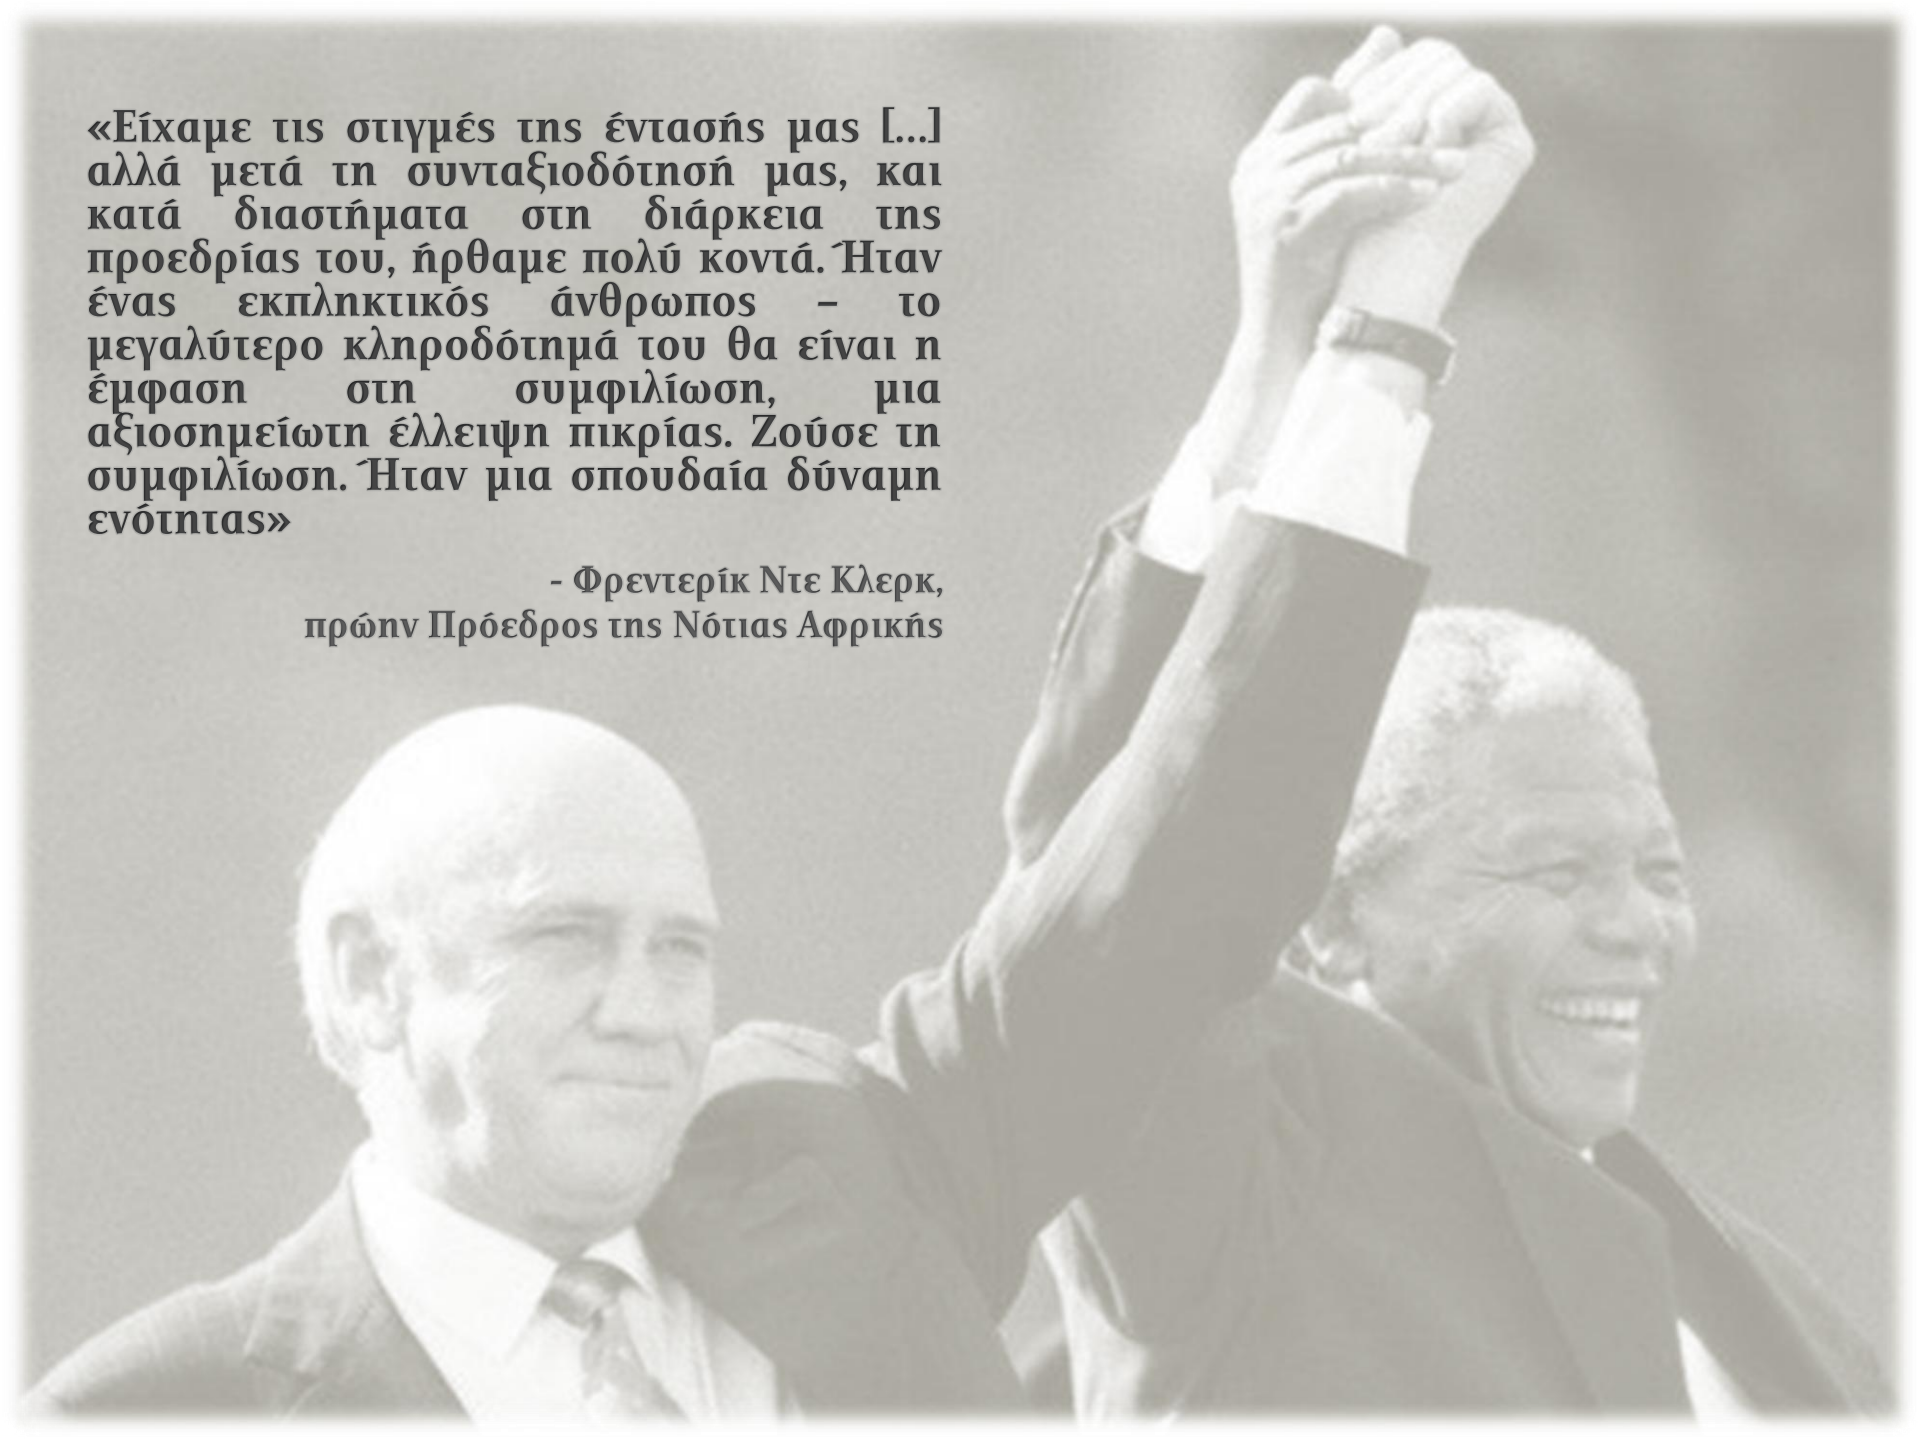 «Είχαμε τις στιγμές της έντασής μας [...]
αλλά μετά τη συνταξιοδότησή μας, και
κατά διαστήματα στη διάρκεια της
προεδρίας του, ήρθαμε πολύ κοντά. Ήταν
ένας εκπληκτικός άνθρωπος – το
μεγαλύτερο κληροδότημά του θα είναι η
έμφαση στη συμφιλίωση, μια
αξιοσημείωτη έλλειψη πικρίας. Ζούσε τη
συμφιλίωση. Ήταν μια σπουδαία δύναμη
ενότητας»
- Φρεντερίκ Ντε Κλερκ,
πρώην Πρόεδρος της Νότιας Αφρικής